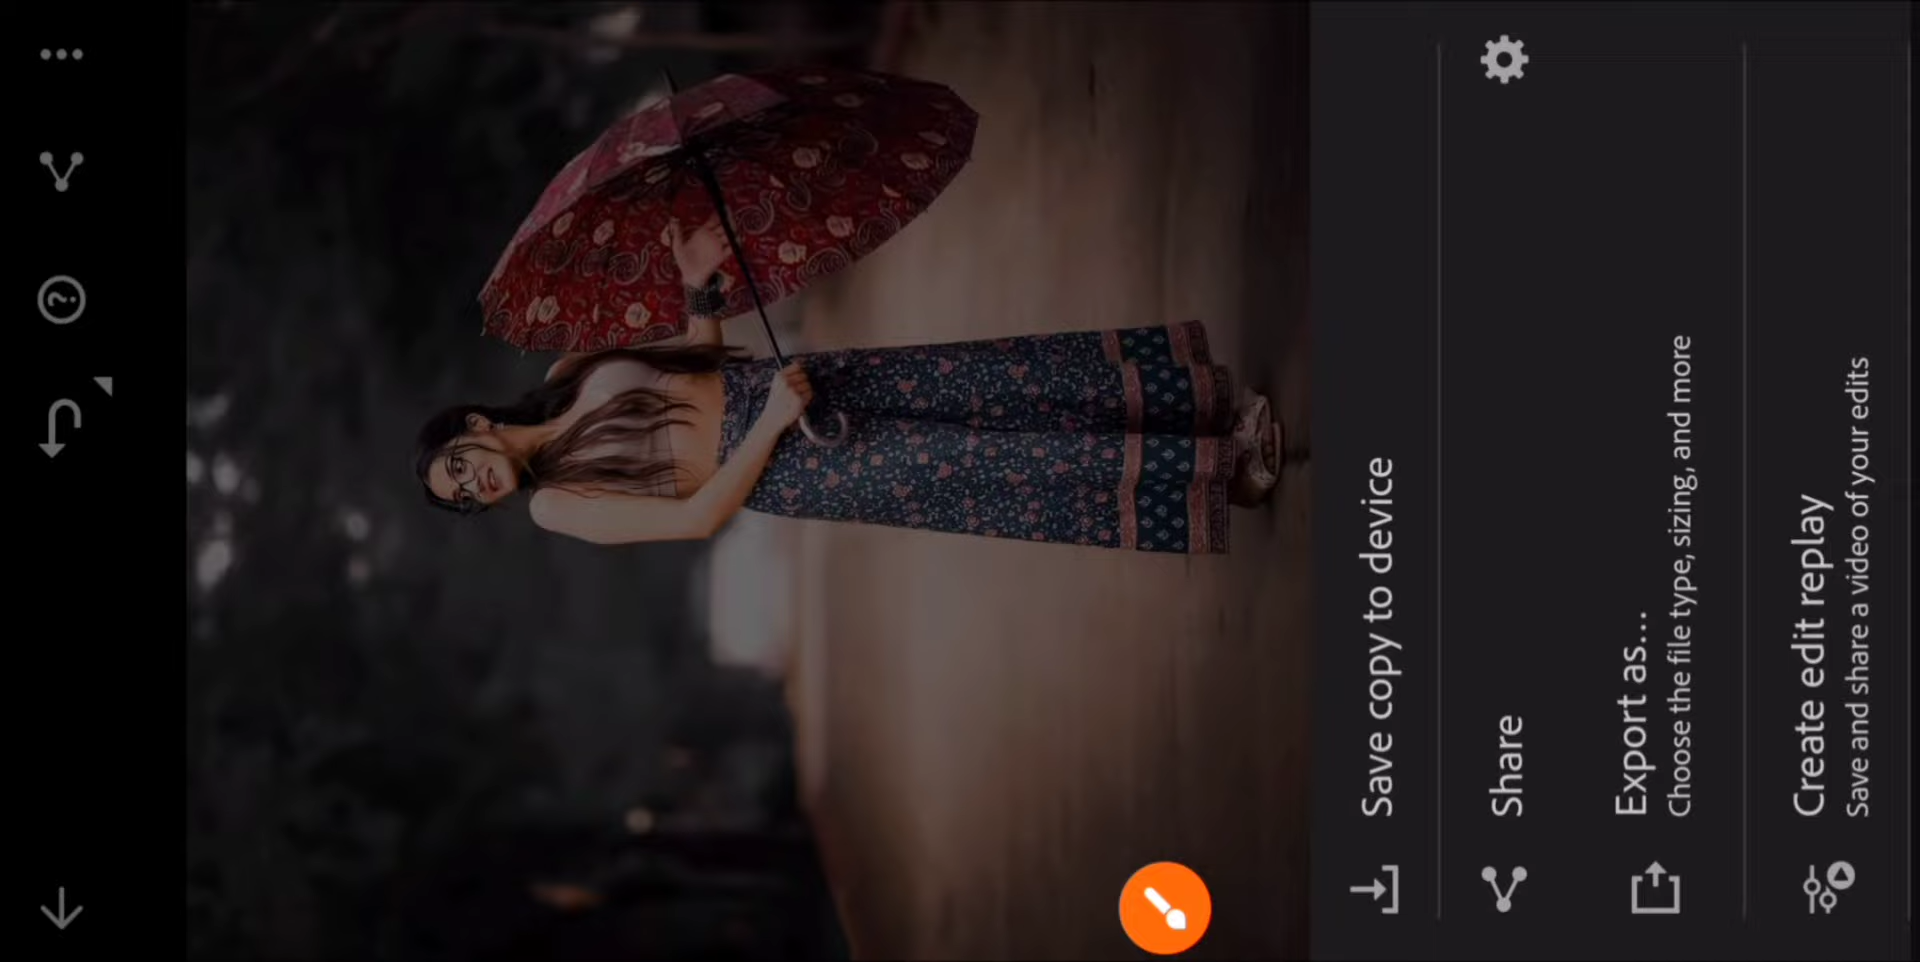 Save copy to device
Share
Export as...
Choose the file type, sizing, and more
Create edit replay
Save and share a video of your edits